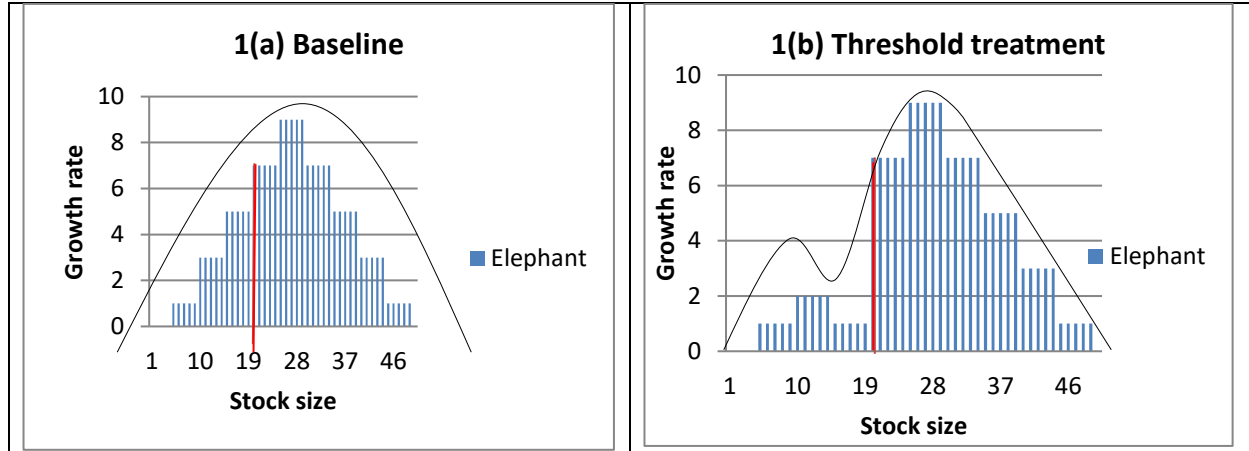 1(a) Baseline
10
8
6
4
2
0
Growth rate
1 10 19 28 37 46
Stock size
Elephant
1(b) Threshold treatment
10
8
6
4
2
0
Growth rate
1 10 19 28 37 46
Stock size
Elephant